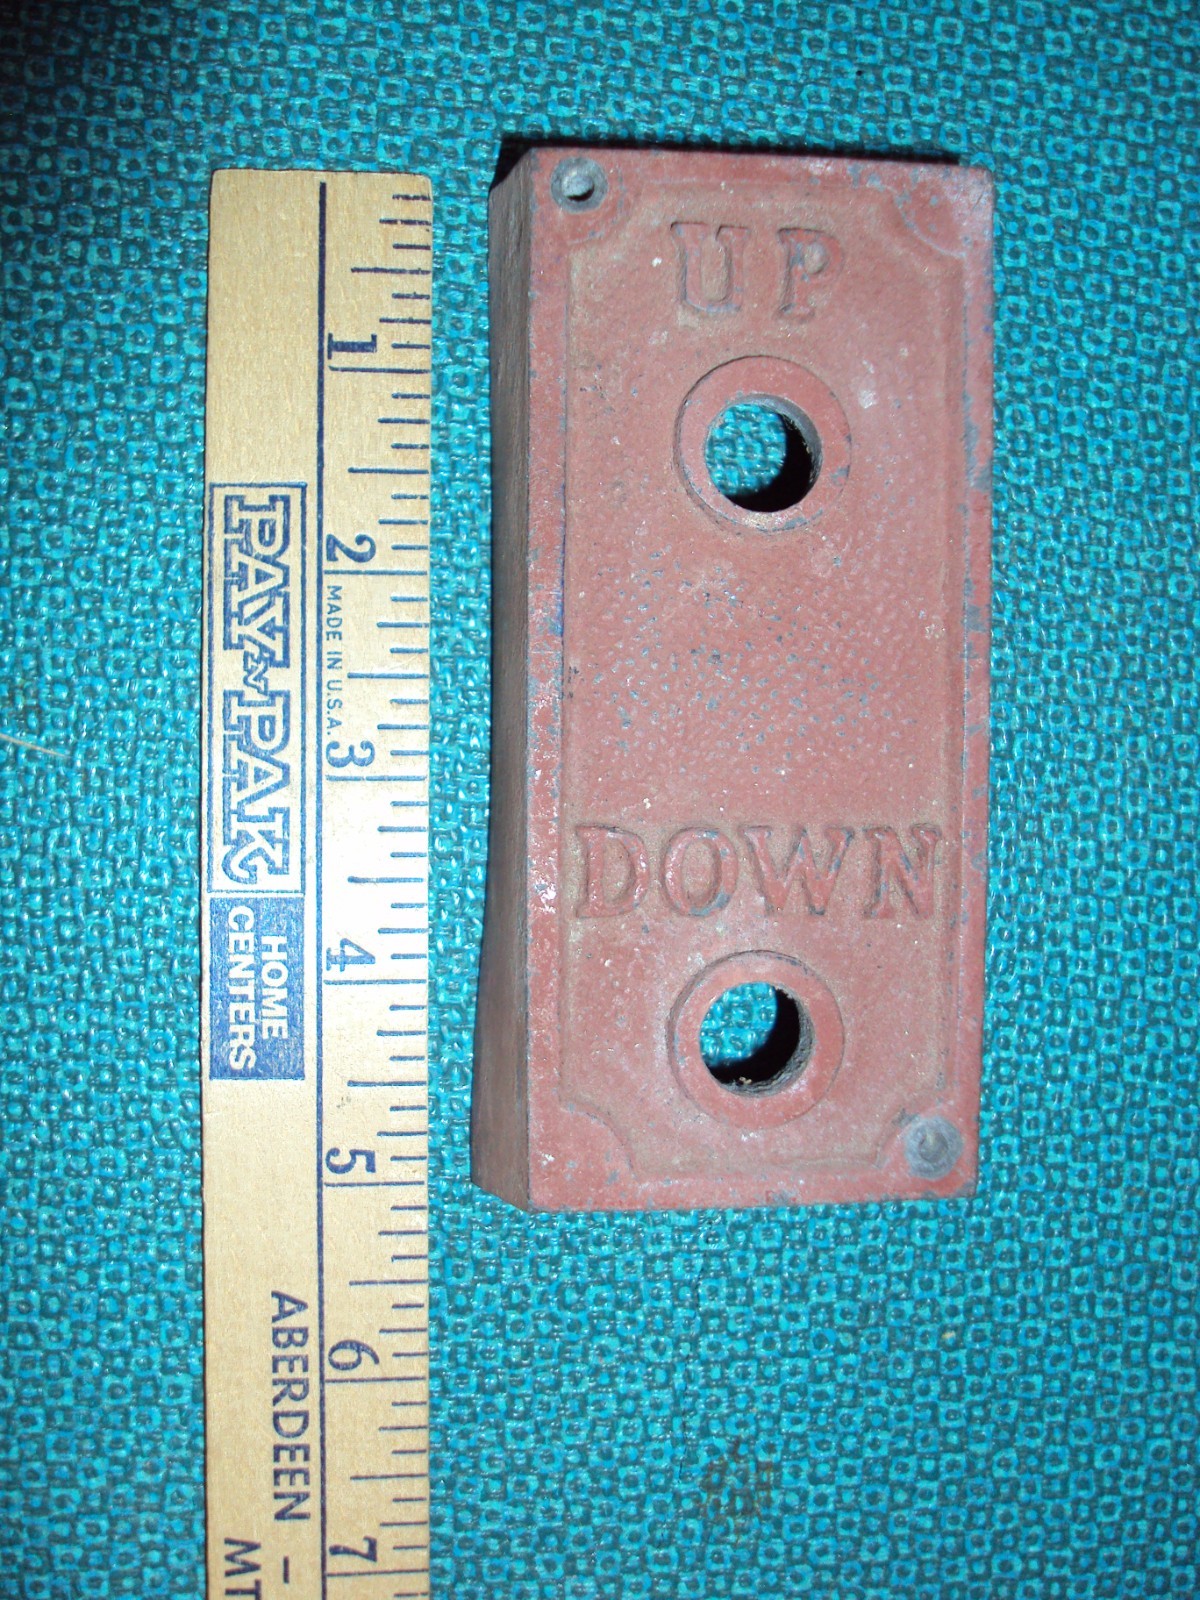 UP
DOWN
1 2 3 4 5 6 7
MADE IN U.S.A.
PAY 'N PAK
HOME
CENTERS
ABERDEEN –
MT